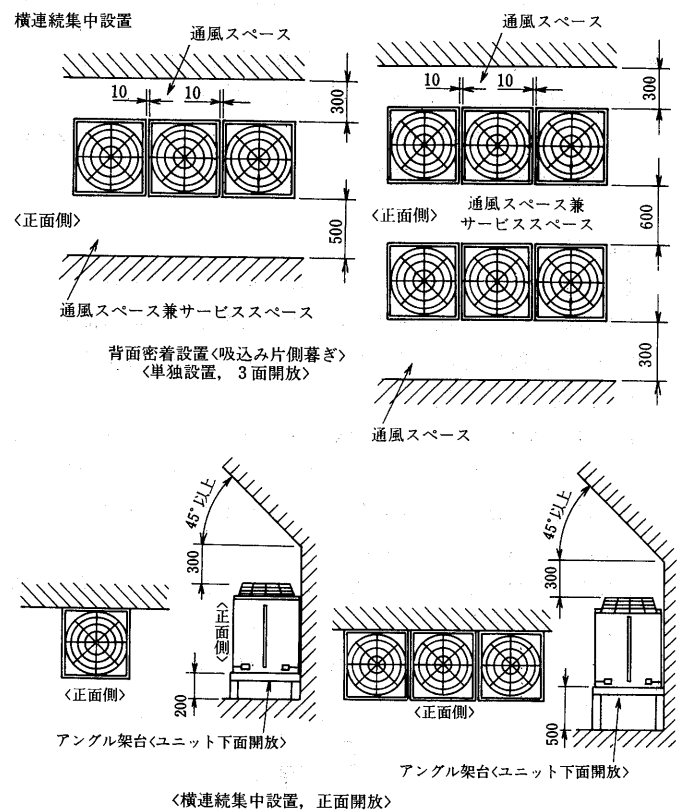 横連続集中設置
通風スペース
10
10
300
〈正面側〉
500
通風スペース兼サービススペース
通風スペース
10
10
300
〈正面側〉
通風スペース兼
サービススペース
600
300
通風スペース
背面密着設置〈吸込み片側暮ぎ〉
〈単独設置，3面開放〉
45°以上
300
〈正面側〉
〈正面側〉
200
アングル架台〈ユニット下面開放〉
45°以上
300
〈正面側〉
500
アングル架台〈ユニット下面開放〉
〈横連続集中設置，正面開放〉